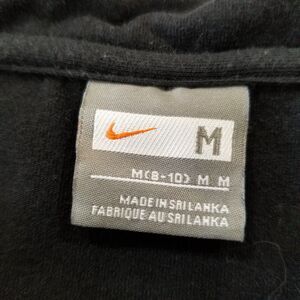 M
M(8-10) M M
MADE IN SRI LANKA
FABRIQUE AU SRI LANKA